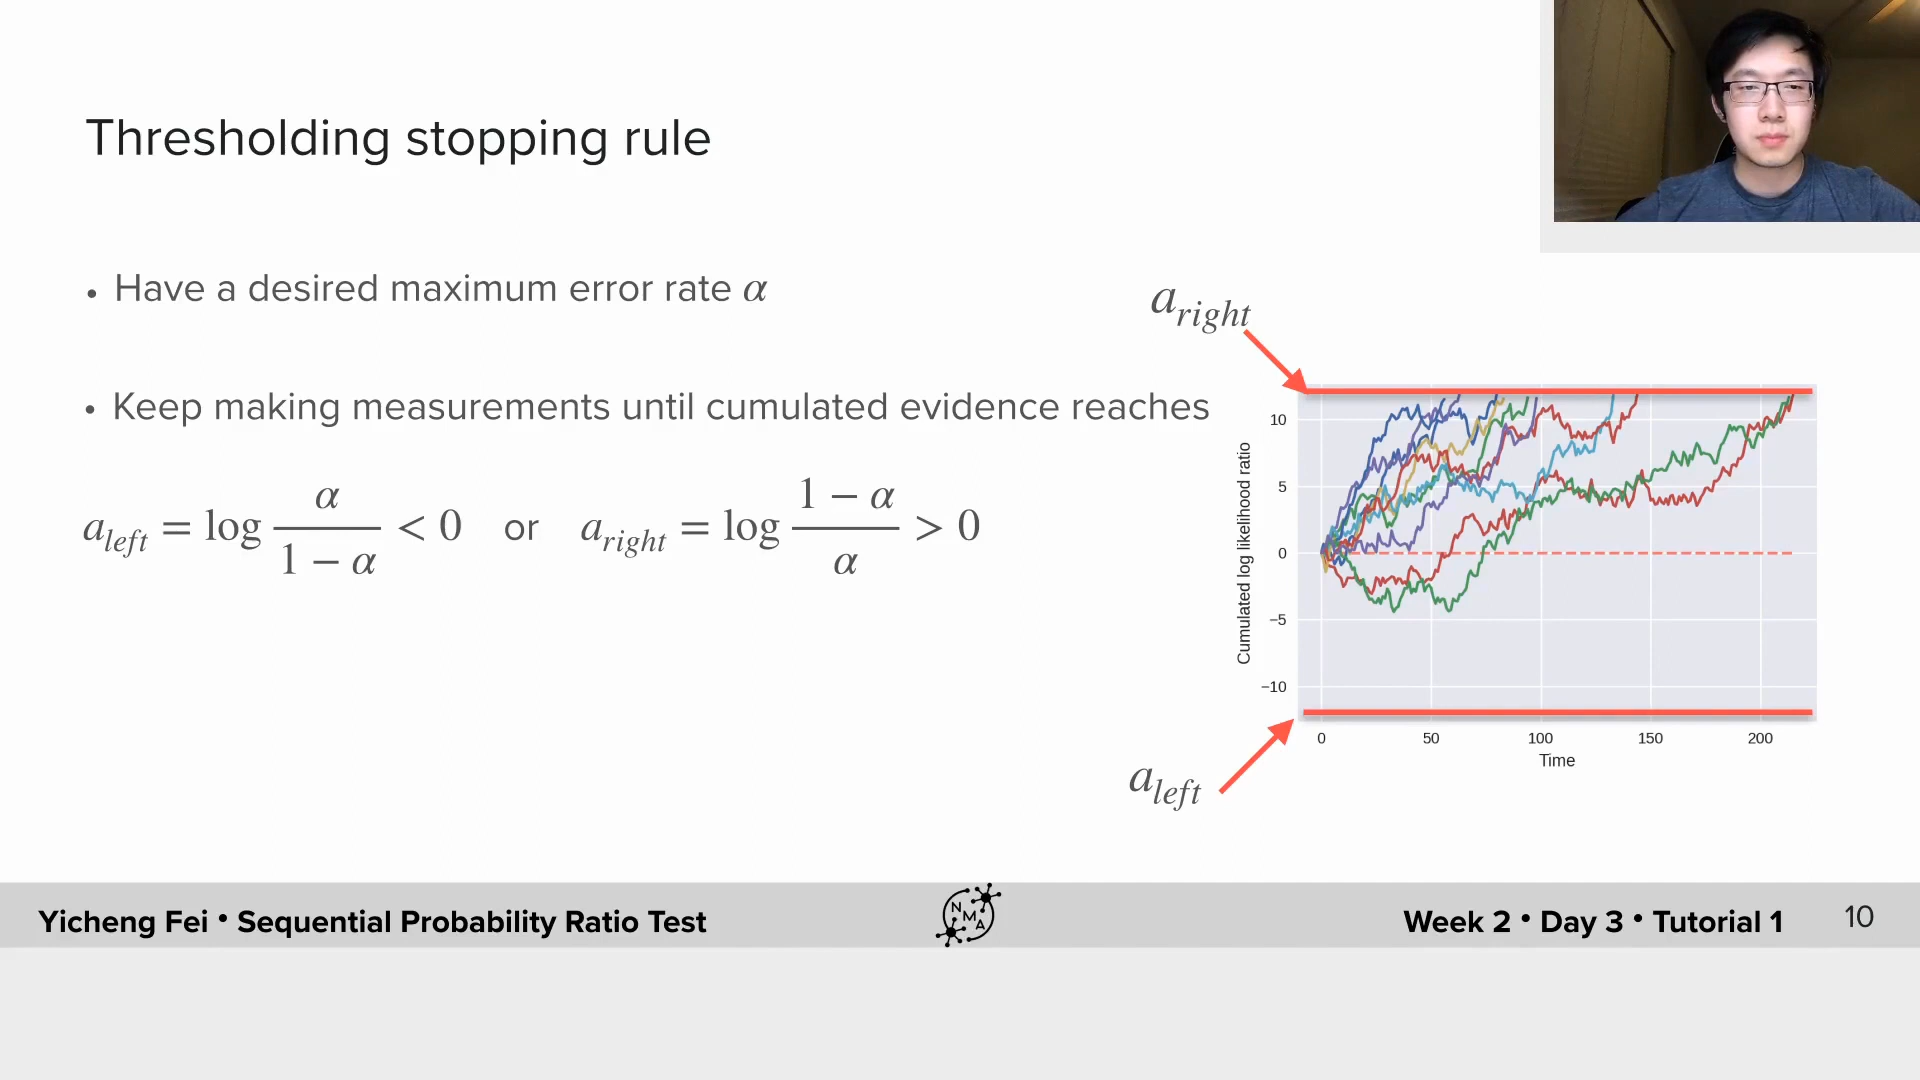 Thresholding stopping rule
• Have a desired maximum error rate α
• Keep making measurements until cumulated evidence reaches
a_left = log α / (1 − α) < 0 or a_right = log (1 − α) / α > 0
a_right
10
5
0
−5
−10
Cumulated log likelihood ratio
0 50 100 150 200
Time
a_left
Yicheng Fei • Sequential Probability Ratio Test
N M A
Week 2 • Day 3 • Tutorial 1
10